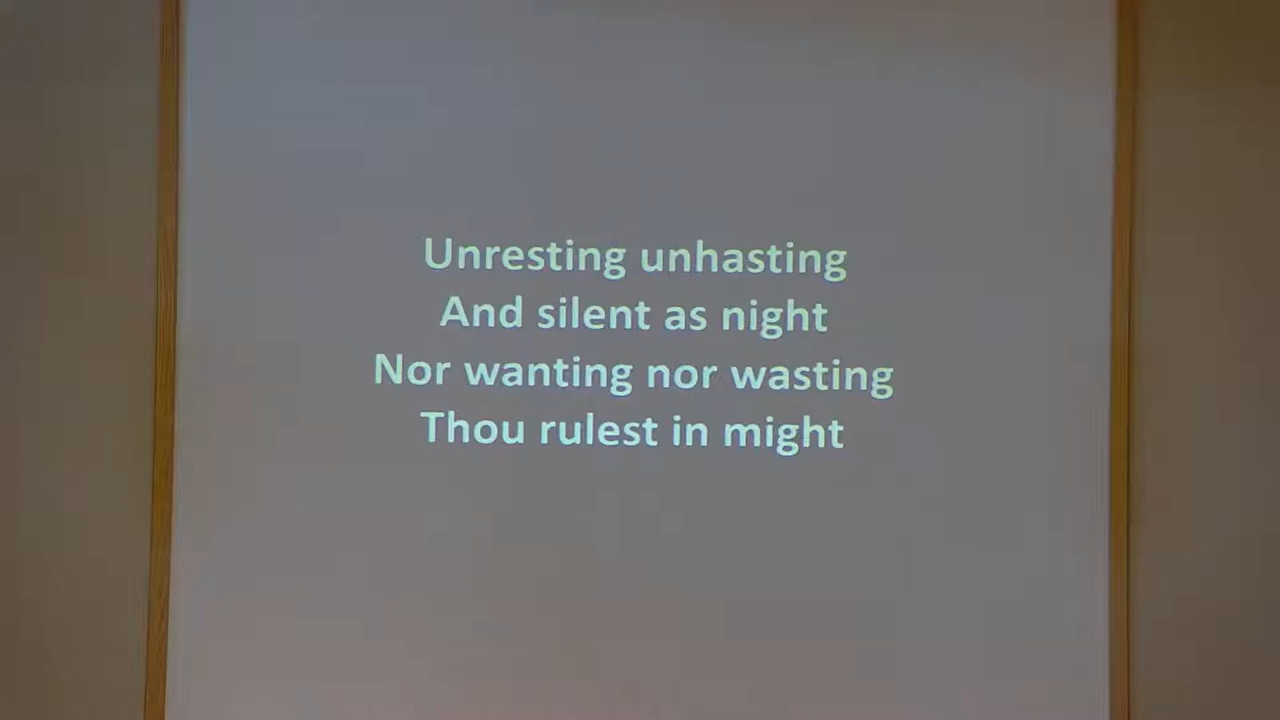 Unresting unhasting
And silent as night
Nor wanting nor wasting
Thou rulest in might